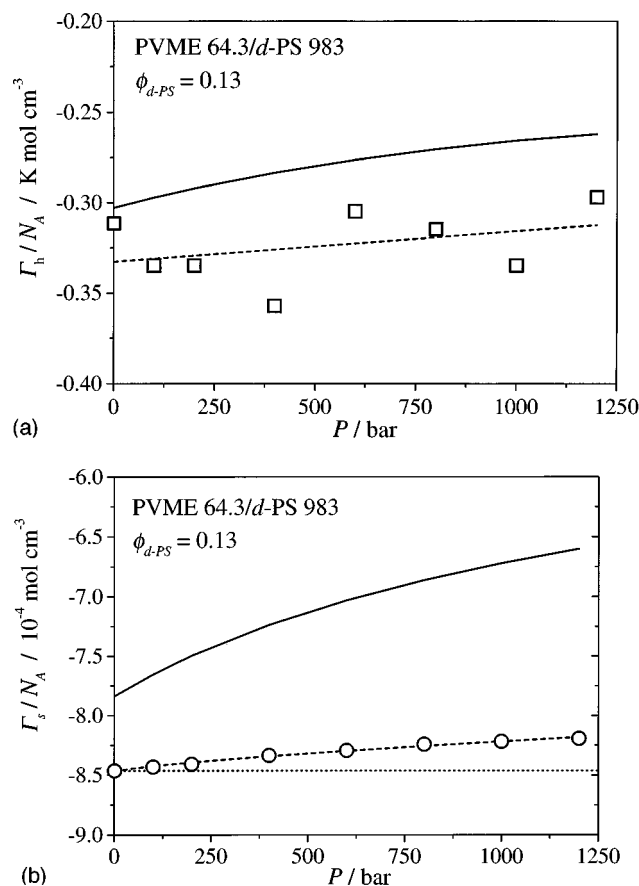 -0.20
PVME 64.3/d-PS 983
ϕd-PS = 0.13
-0.25
-0.30
-0.35
-0.40
Γh/NA / K mol cm-3
0 250 500 750 1000 1250
(a)
P / bar
-6.0
PVME 64.3/d-PS 983
ϕd-PS = 0.13
-6.5
-7.0
-7.5
-8.0
-8.5
-9.0
Γs/NA / 10-4 mol cm-3
0 250 500 750 1000 1250
(b)
P / bar